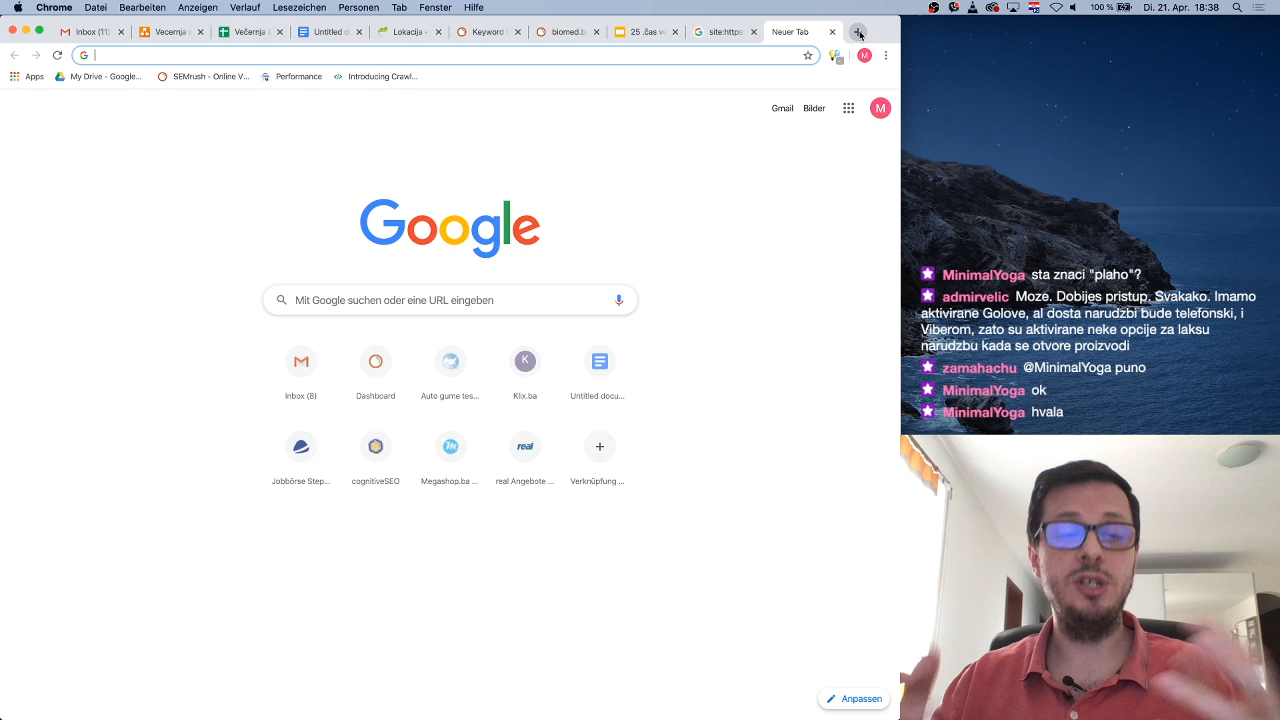 Chrome Datei Bearbeiten Anzeigen Verlauf Lesezeichen Personen Tab Fenster Hilfe
100 % Di. 21. Apr. 18:38
Inbox (11) Vecernja s Večernja š Untitled d Lokacija - Keyword biomed.b 25 .čas ve site:https: Neuer Tab
Apps My Drive - Google... SEMrush - Online V... Performance Introducing Crawl...
Gmail Bilder M
Google
Mit Google suchen oder eine URL eingeben
K
Inbox (8) Dashboard Auto gume tes... Klix.ba Untitled docu...
real
Jobbörse Step... cognitiveSEO Megashop.ba ... real Angebote ... Verknüpfung ...
Anpassen
MinimalYoga sta znaci "plaho"?
admirvelic Moze. Dobijes pristup. Svakako. Imamo
aktivirane Golove, al dosta narudzbi bude telefonski, i
Viberom, zato su aktivirane neke opcije za laksu
narudzbu kada se otvore proizvodi
zamahachu @MinimalYoga puno
MinimalYoga ok
MinimalYoga hvala